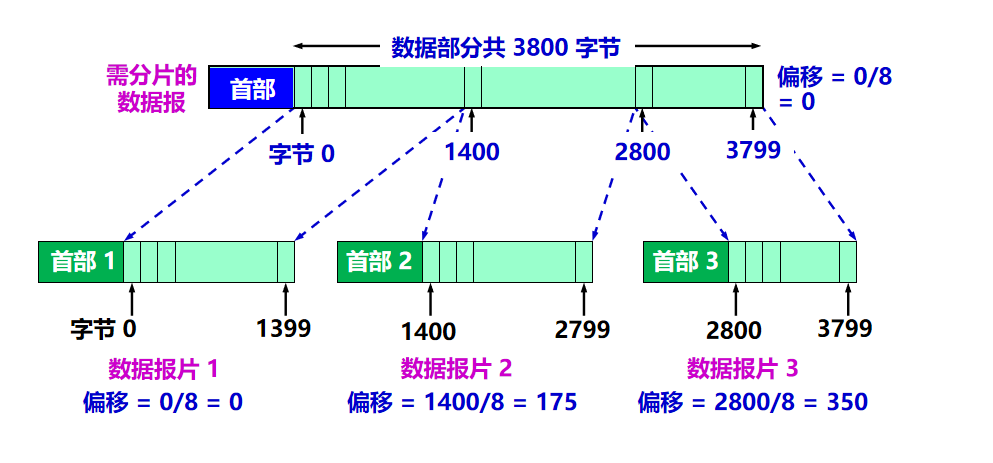 数据部分共 3800 字节
需分片的
数据报
首部
偏移 = 0/8
= 0
字节 0
1400
2800
3799
首部 1
首部 2
首部 3
字节 0
1399
1400
2799
2800
3799
数据报片 1
数据报片 2
数据报片 3
偏移 = 0/8 = 0
偏移 = 1400/8 = 175
偏移 = 2800/8 = 350